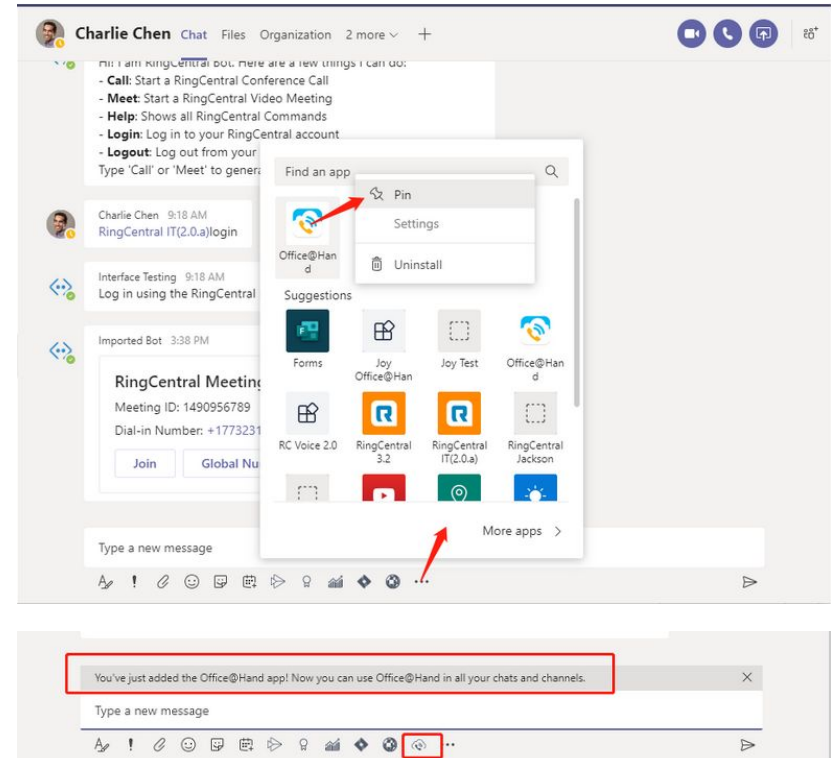 Charlie Chen Chat Files Organization 2 more
Hi! I am RingCentral Bot. Here are a few things I can do:
- Call: Start a RingCentral Conference Call
- Meet: Start a RingCentral Video Meeting
- Help: Shows all RingCentral Commands
- Login: Log in to your RingCentral account
- Logout: Log out from your
Type 'Call' or 'Meet' to genera
Charlie Chen 9:18 AM
RingCentral IT(2.0.a)login
Interface Testing 9:18 AM
Log in using the RingCentral
Imported Bot 3:38 PM
RingCentral Meeting
Meeting ID: 1490956789
Dial-in Number: +1773231
Join Global Nu
Find an app
Pin
Settings
Uninstall
Office@Han
d
Suggestions
Forms
Joy
Office@Han
Joy Test
Office@Han
d
RC Voice 2.0
RingCentral
3.2
RingCentral
IT(2.0.a)
RingCentral
Jackson
More apps
Type a new message
You've just added the Office@Hand app! Now you can use Office@Hand in all your chats and channels.
Type a new message